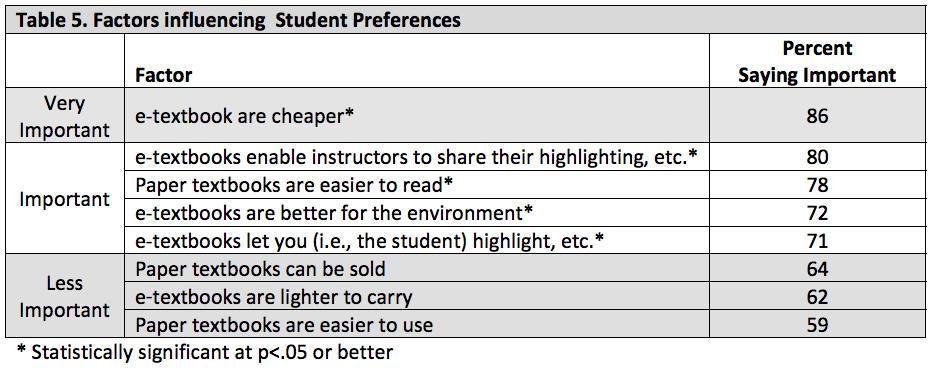 Table 5. Factors influencing Student Preferences
Factor
Percent
Saying Important
Very
Important
e-textbook are cheaper*
86
Important
e-textbooks enable instructors to share their highlighting, etc.*
80
Paper textbooks are easier to read*
78
e-textbooks are better for the environment*
72
e-textbooks let you (i.e., the student) highlight, etc.*
71
Less
Important
Paper textbooks can be sold
64
e-textbooks are lighter to carry
62
Paper textbooks are easier to use
59
* Statistically significant at p<.05 or better